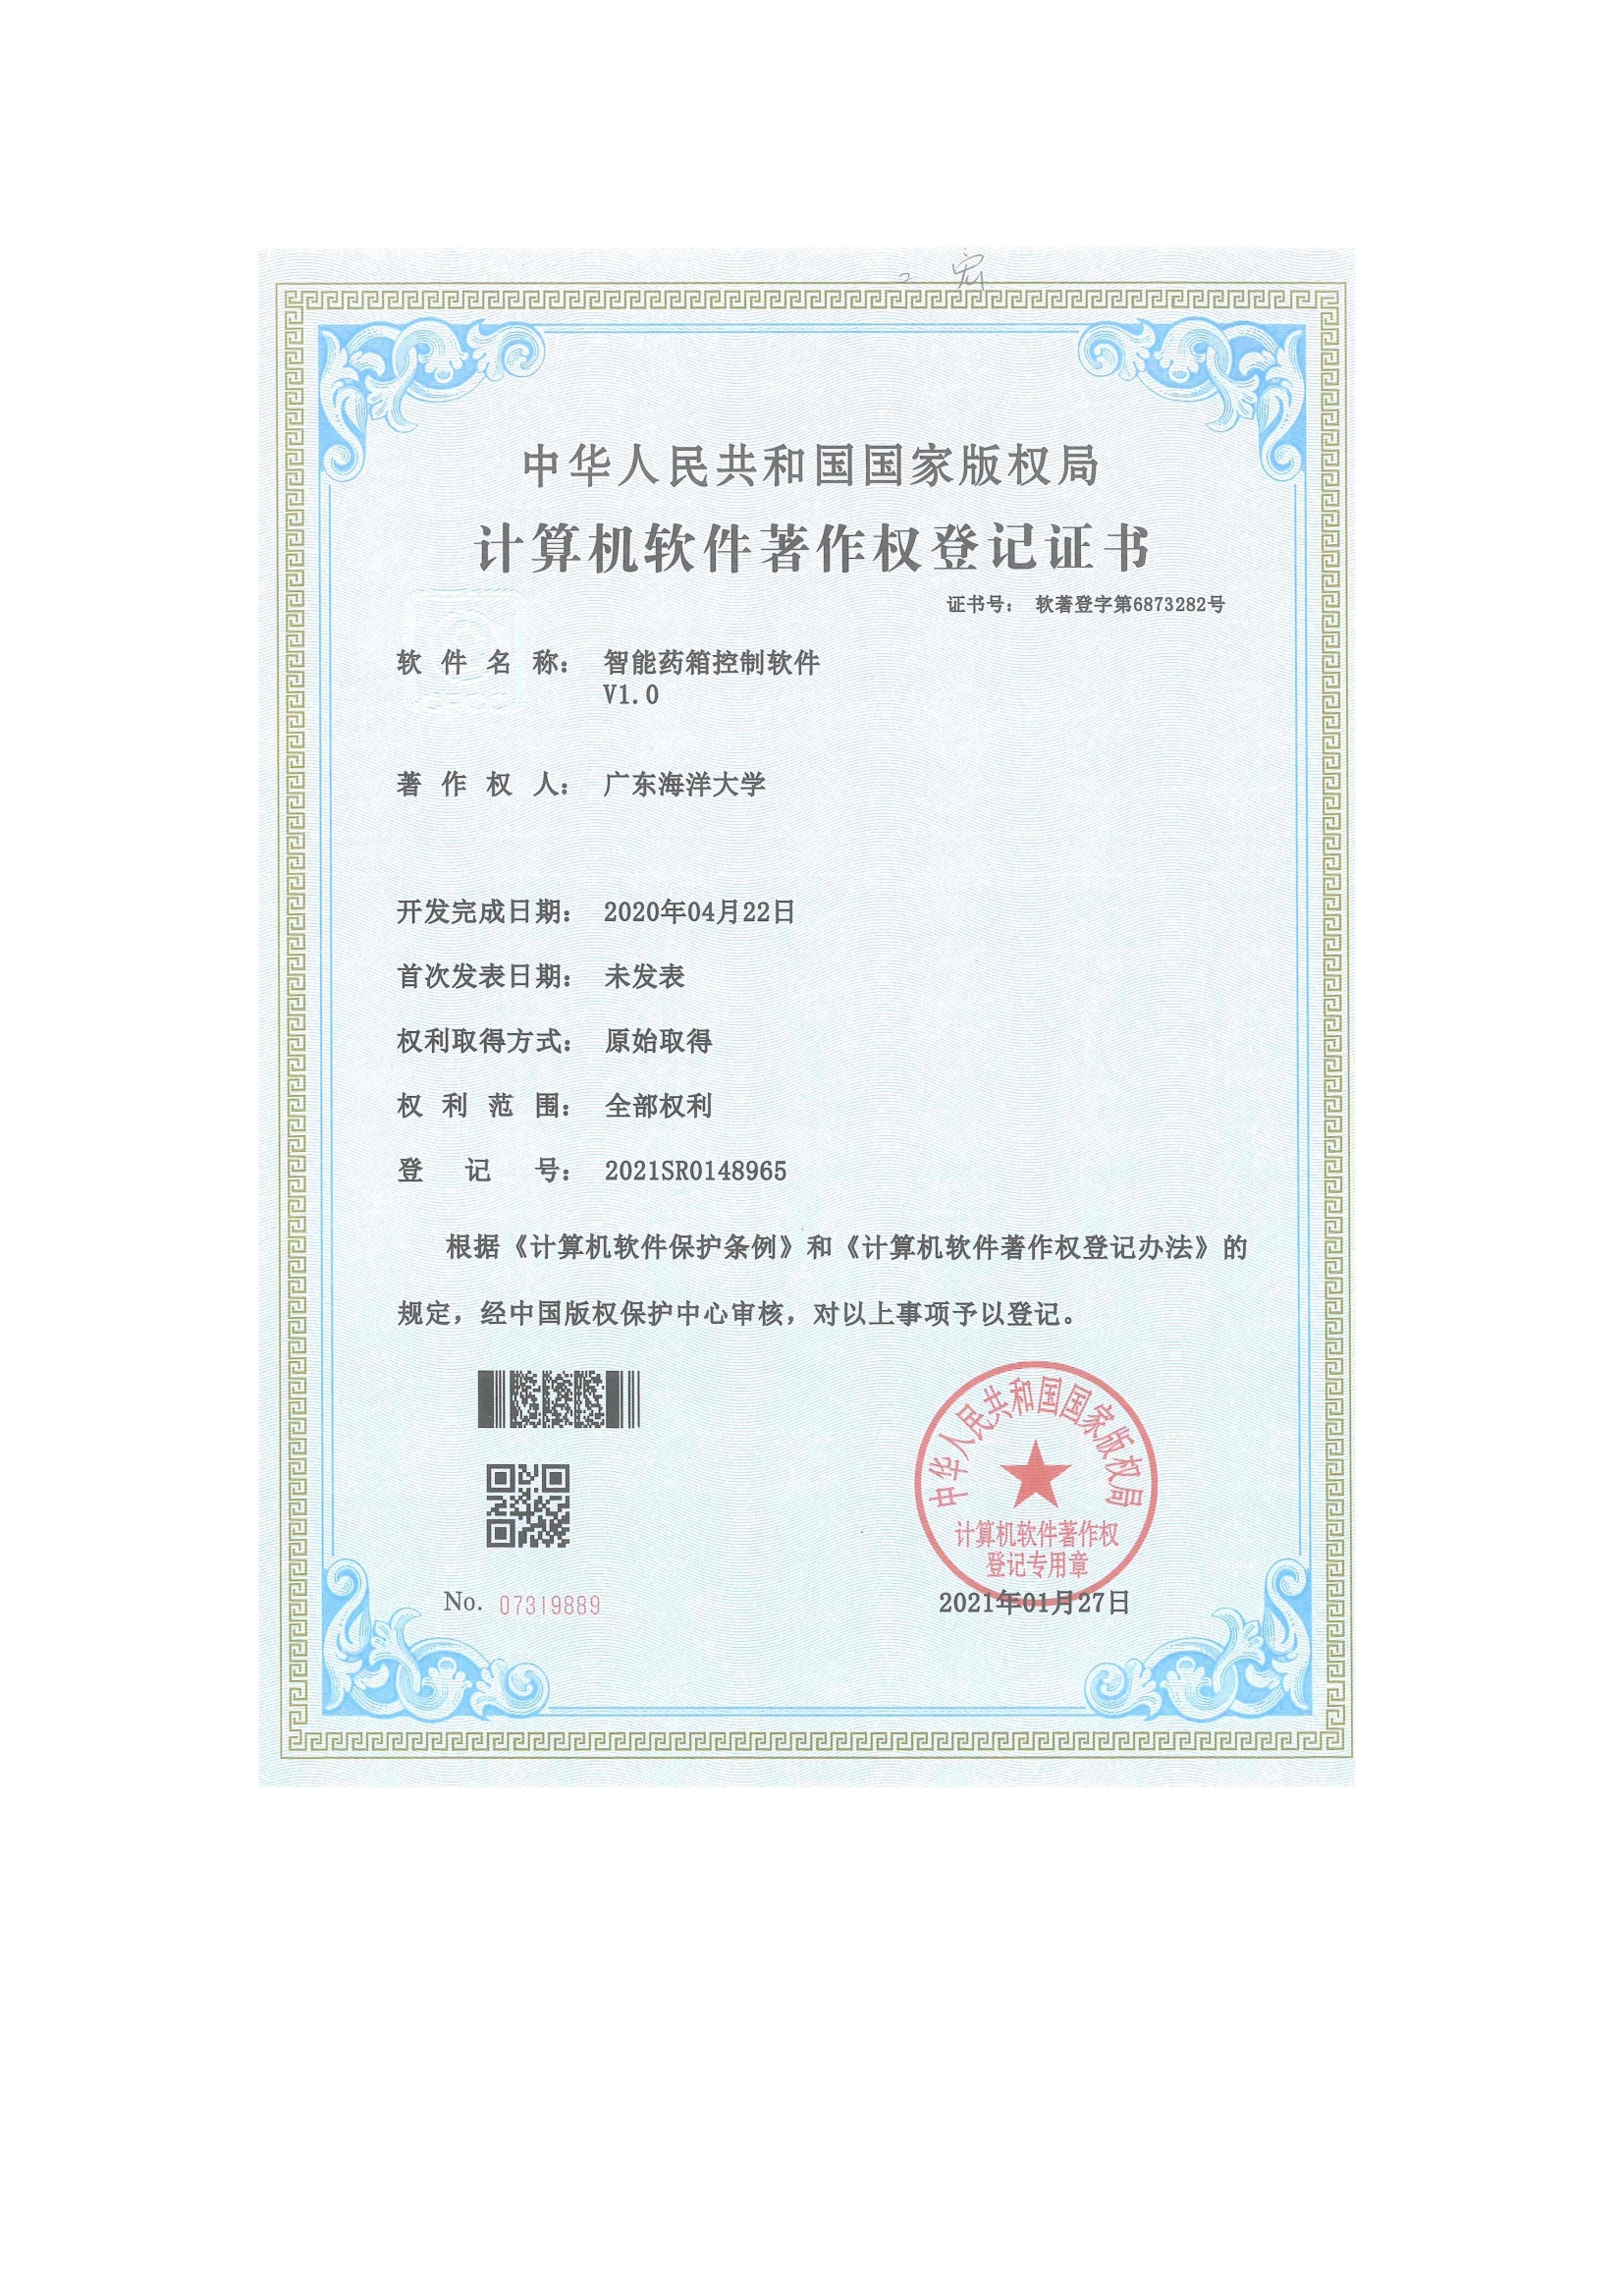 中华人民共和国国家版权局
计算机软件著作权登记证书
证书号： 软著登字第6873282号
软件名称： 智能药箱控制软件
V1.0
著作权人： 广东海洋大学
开发完成日期： 2020年04月22日
首次发表日期： 未发表
权利取得方式： 原始取得
权利范围： 全部权利
登记号： 2021SR0148965
根据《计算机软件保护条例》和《计算机软件著作权登记办法》的
规定，经中国版权保护中心审核，对以上事项予以登记。
中华人民共和国国家版权局
计算机软件著作权
登记专用章
No. 07319889
2021年01月27日